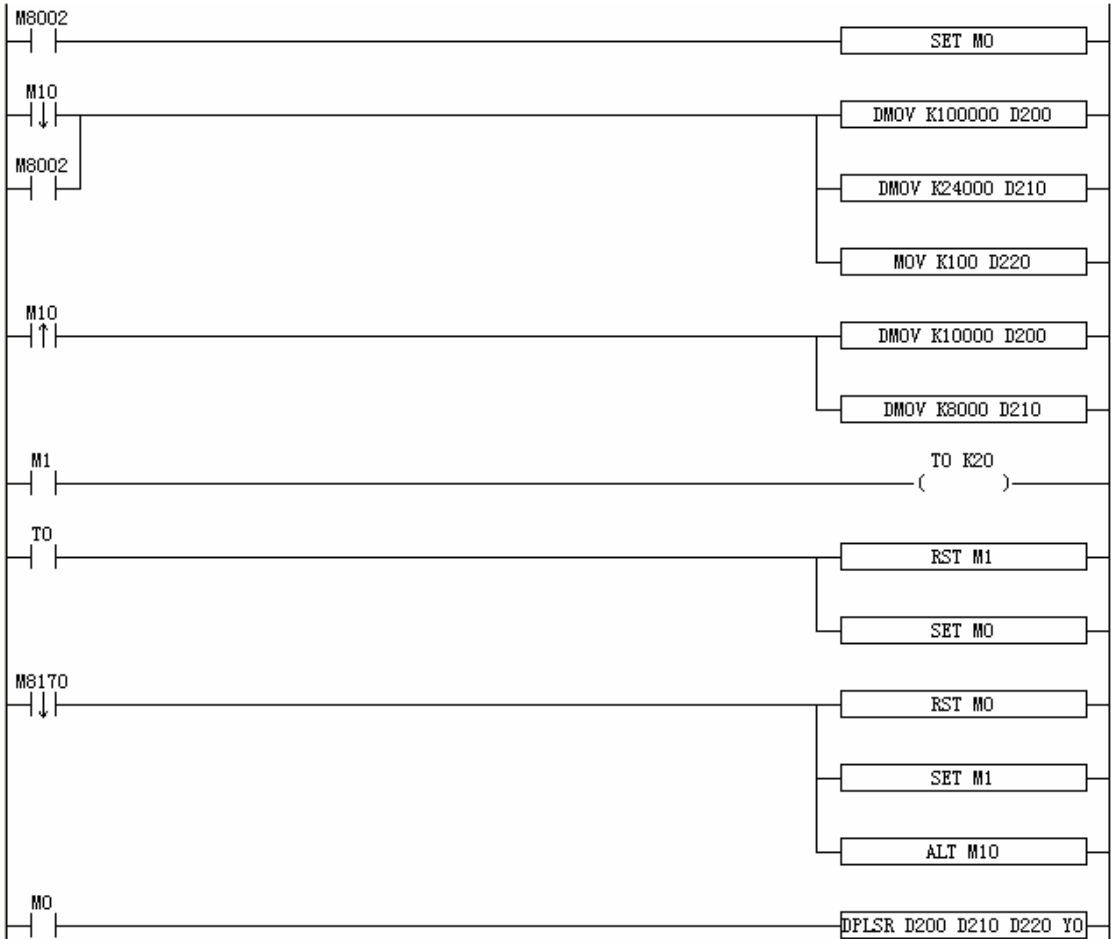 M8002
SET M0
M10
DMOV K100000 D200
M8002
DMOV K24000 D210
MOV K100 D220
M10
DMOV K10000 D200
DMOV K8000 D210
M1
T0 K20
T0
RST M1
SET M0
M8170
RST M0
SET M1
ALT M10
M0
DPLSR D200 D210 D220 Y0